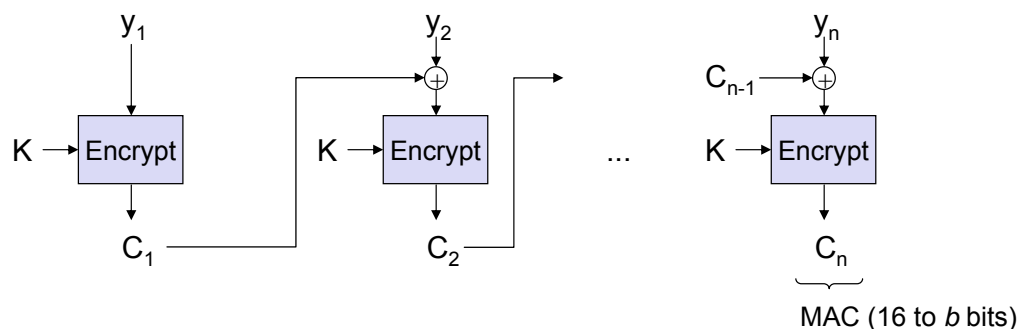 y₁ y₂ yₙ
Cₙ₋₁
K Encrypt K Encrypt ... K Encrypt
C₁ C₂ Cₙ
MAC (16 to b bits)